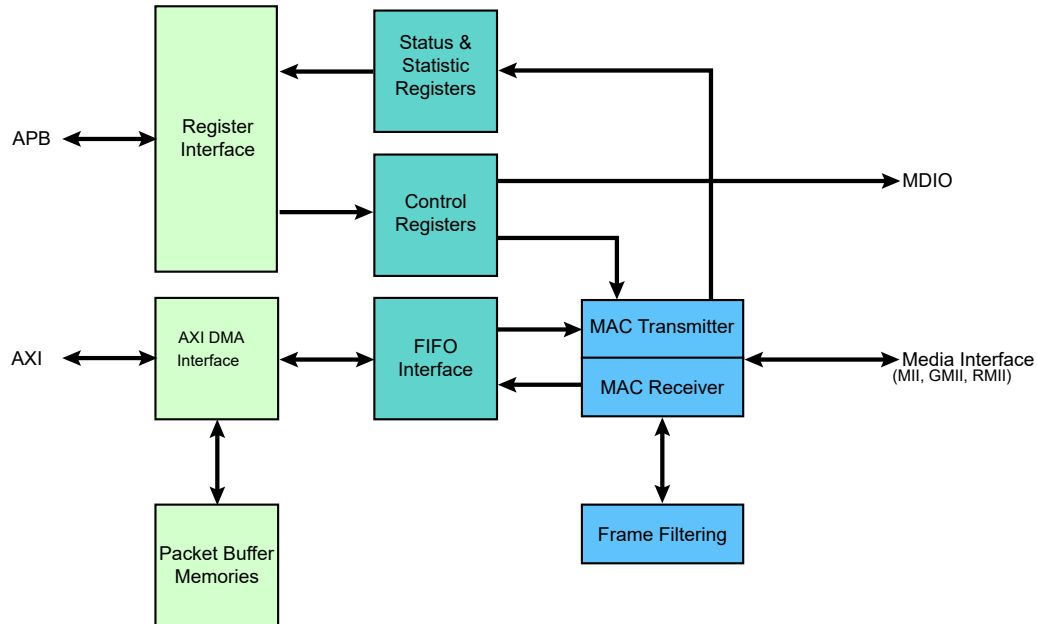 Status &
Statistic
Registers
APB
Register
Interface
Control
Registers
MDIO
AXI
AXI DMA
Interface
FIFO
Interface
MAC Transmitter
MAC Receiver
Media Interface
(MII, GMII, RMII)
Packet Buffer
Memories
Frame Filtering